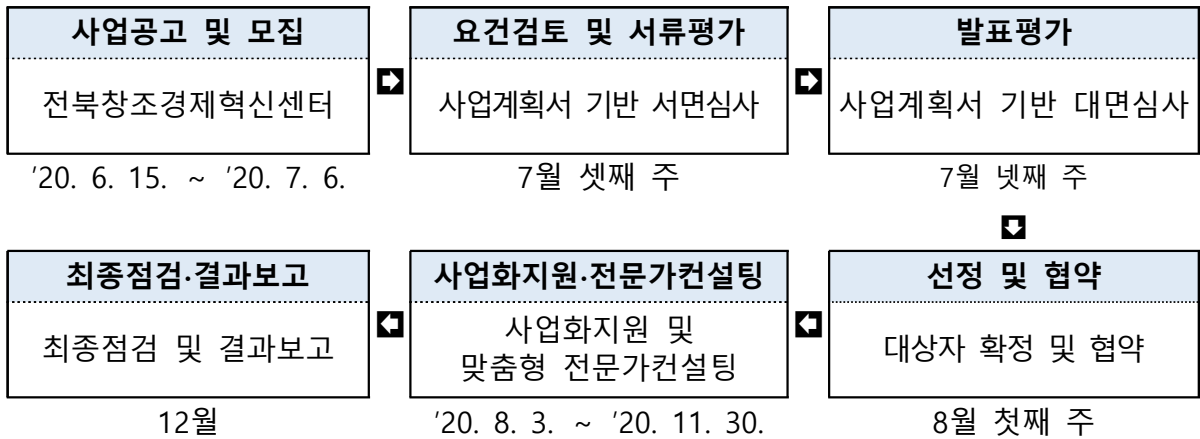 사업공고 및 모집
전북창조경제혁신센터
'20. 6. 15. ~ '20. 7. 6.
요건검토 및 서류평가
사업계획서 기반 서면심사
7월 셋째 주
발표평가
사업계획서 기반 대면심사
7월 넷째 주
선정 및 협약
대상자 확정 및 협약
8월 첫째 주
사업화지원·전문가컨설팅
사업화지원 및
맞춤형 전문가컨설팅
'20. 8. 3. ~ '20. 11. 30.
최종점검·결과보고
최종점검 및 결과보고
12월